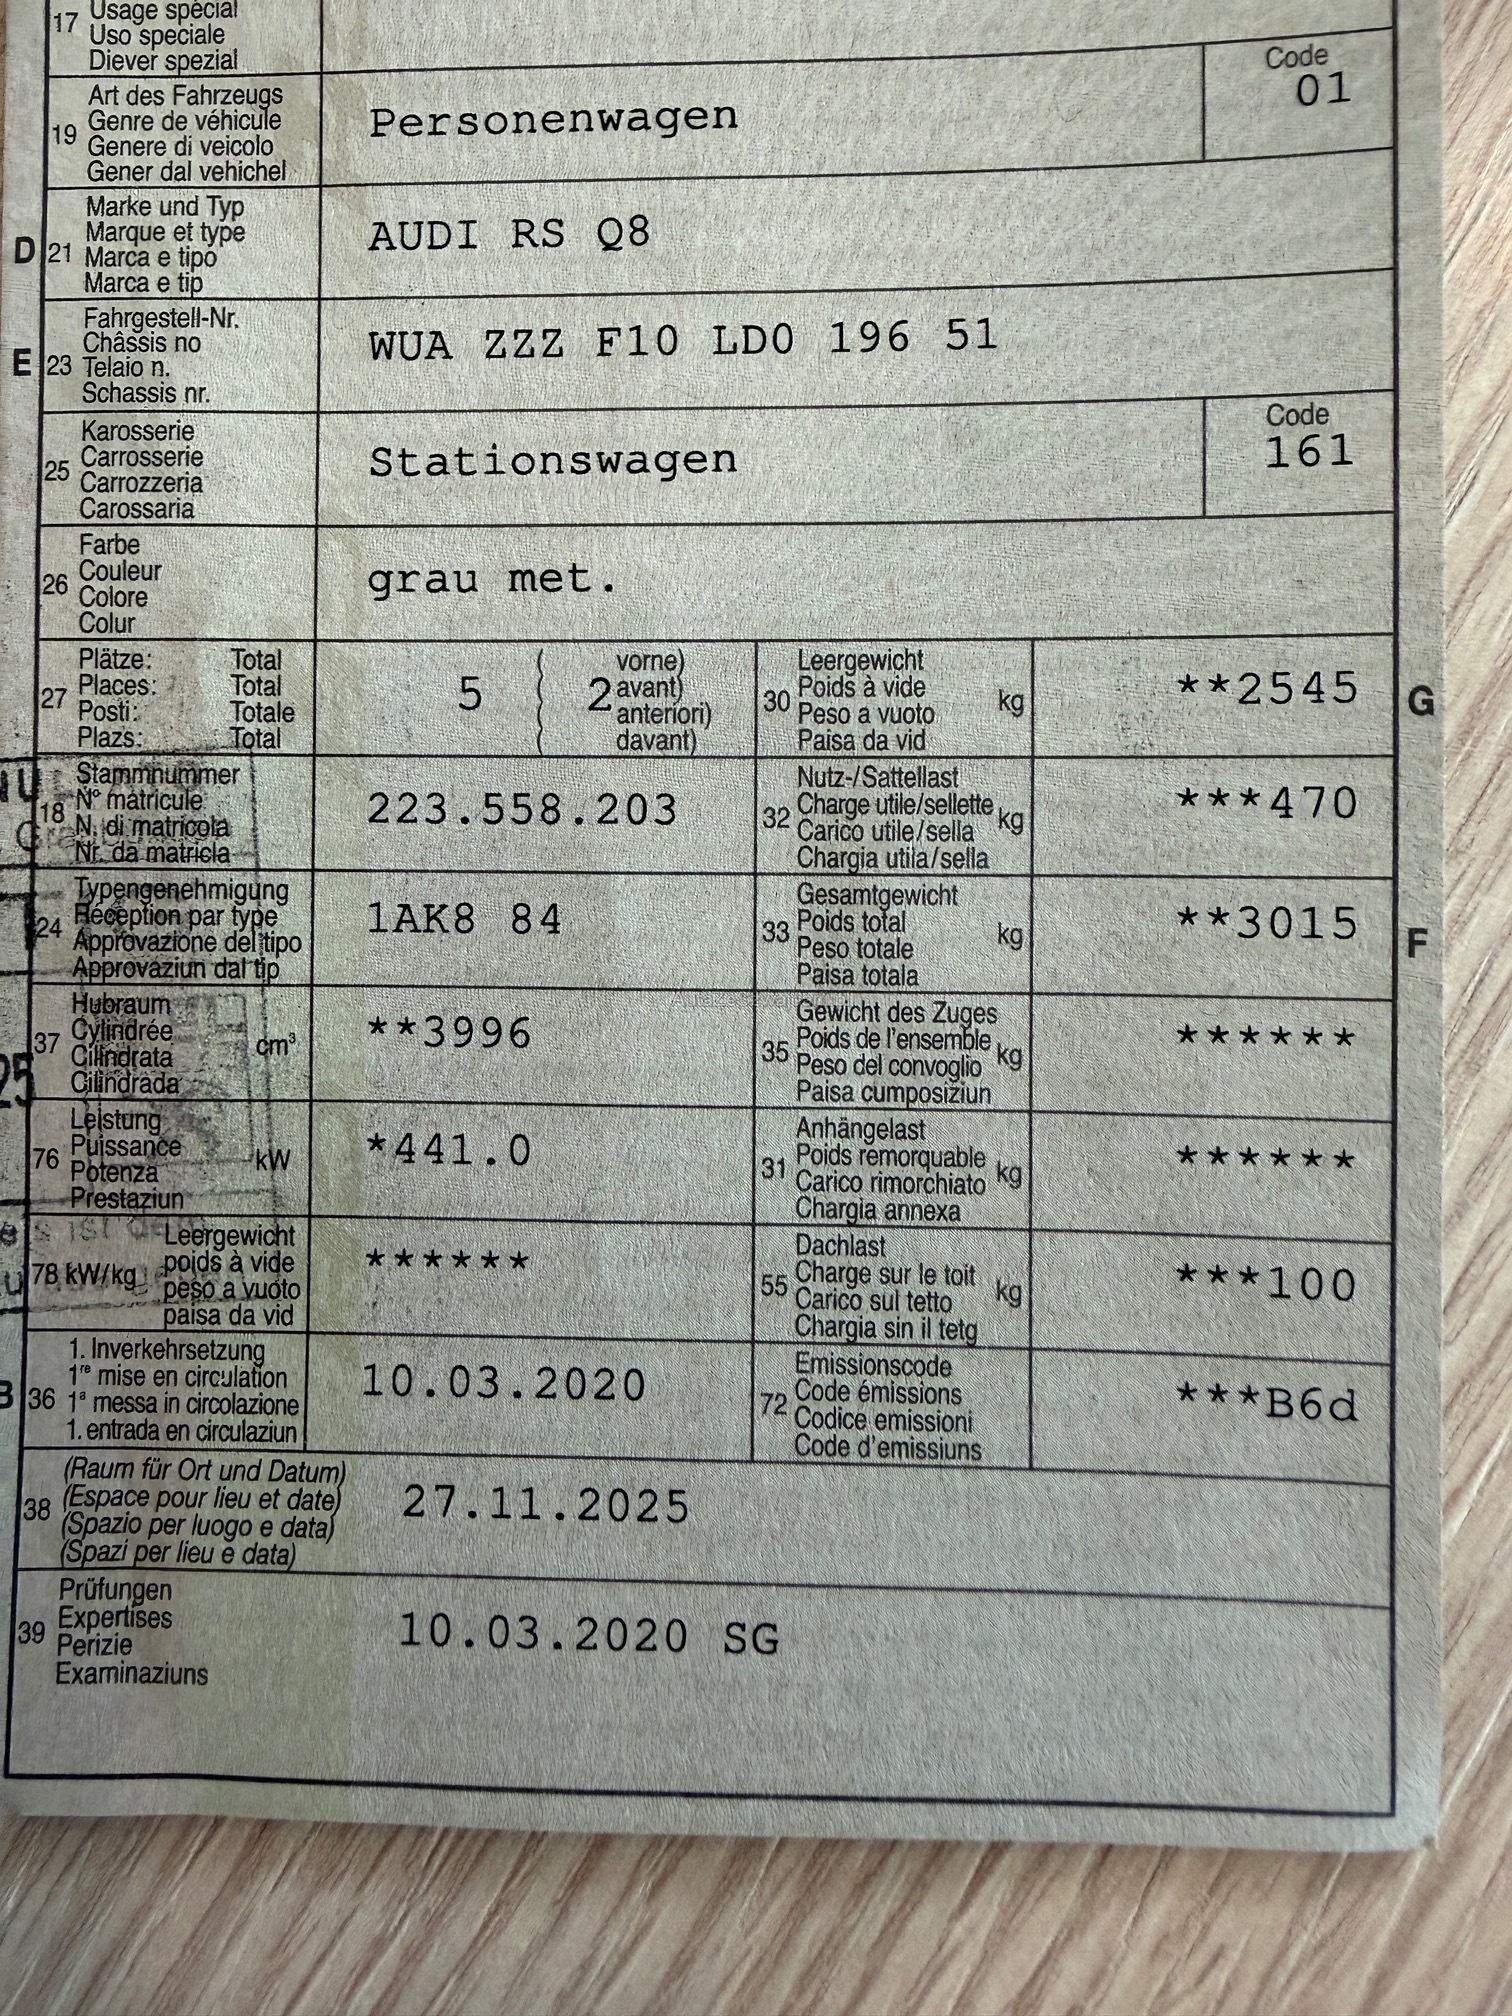 17 Usage spécial
Uso speciale
Diever spezial
19 Art des Fahrzeugs
Genre de véhicule
Genere di veicolo
Gener dal vehichel
Personenwagen
Code
01
D 21 Marke und Typ
Marque et type
Marca e tipo
Marca e tip
AUDI RS Q8
E 23 Fahrgestell-Nr.
Châssis no
Telaio n.
Schassis nr.
WUA ZZZ F10 LD0 196 51
25 Karosserie
Carrosserie
Carrozzeria
Carossaria
Stationswagen
Code
161
26 Farbe
Couleur
Colore
Colur
grau met.
27 Plätze: Total
Places: Total
Posti: Totale
Plazs: Total
5 ( 2 vorne)
( avant)
( anteriori)
( davant)
30 Leergewicht
Poids à vide kg
Peso a vuoto
Paisa da vid
**2545 G
18 Stammnummer
N° matricule
N. di matricola
Nr. da matricla
223.558.203
32 Nutz-/Sattellast
Charge utile/sellette kg
Carico utile/sella
Chargia utila/sella
***470
24 Typengenehmigung
Réception par type
Approvazione del tipo
Approvaziun dal tip
1AK8 84
33 Gesamtgewicht
Poids total kg
Peso totale
Paisa totala
**3015 F
37 Hubraum
Cylindrée cm³
Cilindrata
Cilindrada
**3996
35 Gewicht des Zuges
Poids de l'ensemble kg
Peso del convoglio
Paisa cumposiziun
******
25
76 Leistung
Puissance kW
Potenza
Prestaziun
*441.0
31 Anhängelast
Poids remorquable kg
Carico rimorchiato
Chargia annexa
******
78 kW/kg Leergewicht
poids à vide
peso a vuoto
paisa da vid
******
55 Dachlast
Charge sur le toit kg
Carico sul tetto
Chargia sin il tetg
***100
B 36 1. Inverkehrsetzung
1re mise en circulation
1a messa in circolazione
1. entrada en circulaziun
10.03.2020
72 Emissionscode
Code émissions
Codice emissioni
Code d'emissiuns
***B6d
38 (Raum für Ort und Datum)
(Espace pour lieu et date)
(Spazio per luogo e data)
(Spazi per lieu e data)
27.11.2025
39 Prüfungen
Expertises
Perizie
Examinaziuns
10.03.2020 SG